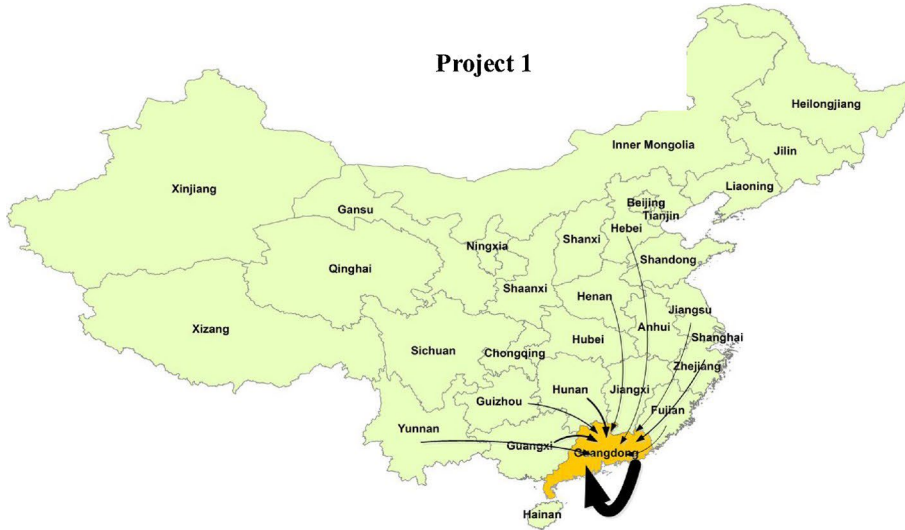 Project 1
Heilongjiang
Inner Mongolia
Jilin
Liaoning
Xinjiang
Gansu
Beijing
Tianjin
Hebei
Ningxia
Shanxi
Shandong
Qinghai
Shaanxi
Henan
Jiangsu
Xizang
Anhui
Shanghai
Hubei
Sichuan
Chongqing
Zhejiang
Hunan
Jiangxi
Guizhou
Fujian
Yunnan
Guangxi
Guangdong
Hainan